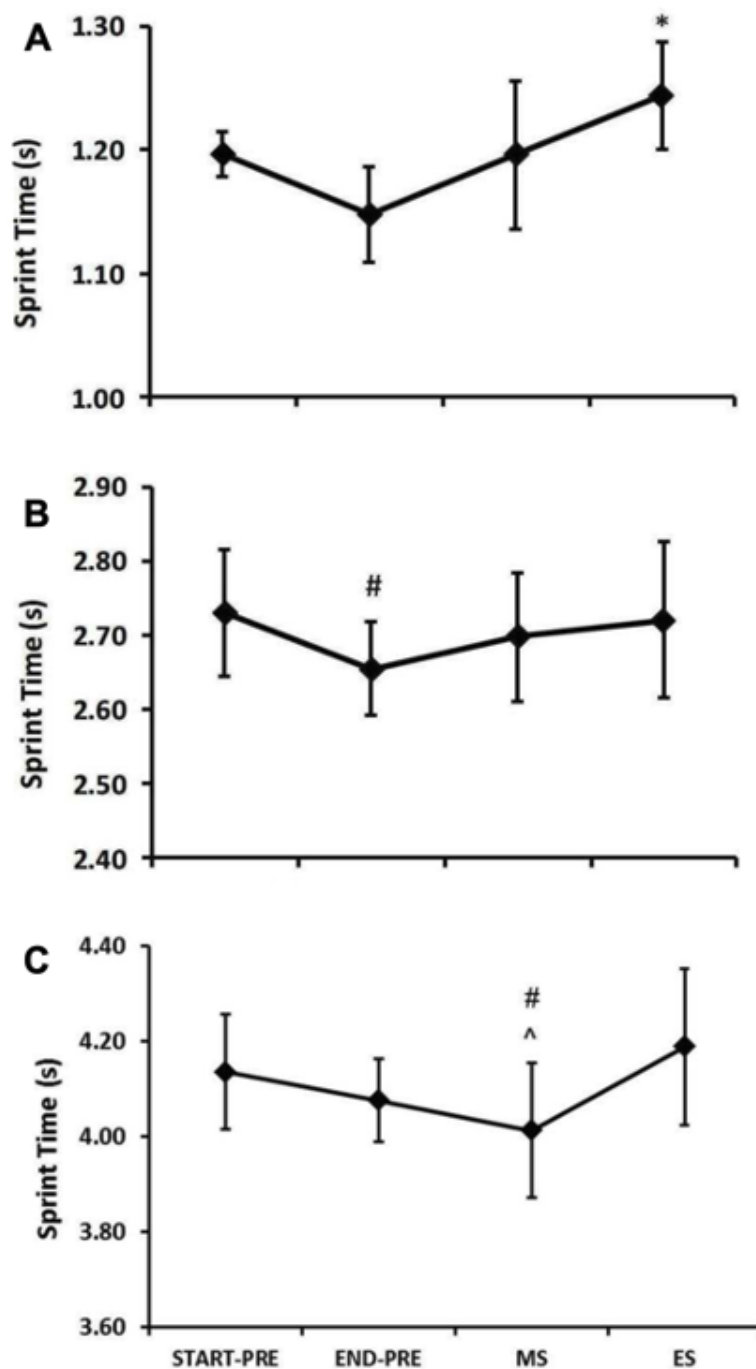 A
1.30
1.20
1.10
1.00
Sprint Time (s)
*
B
2.90
2.80
2.70
2.60
2.50
2.40
Sprint Time (s)
#
C
4.40
4.20
4.00
3.80
3.60
Sprint Time (s)
#
^
START-PRE END-PRE MS ES